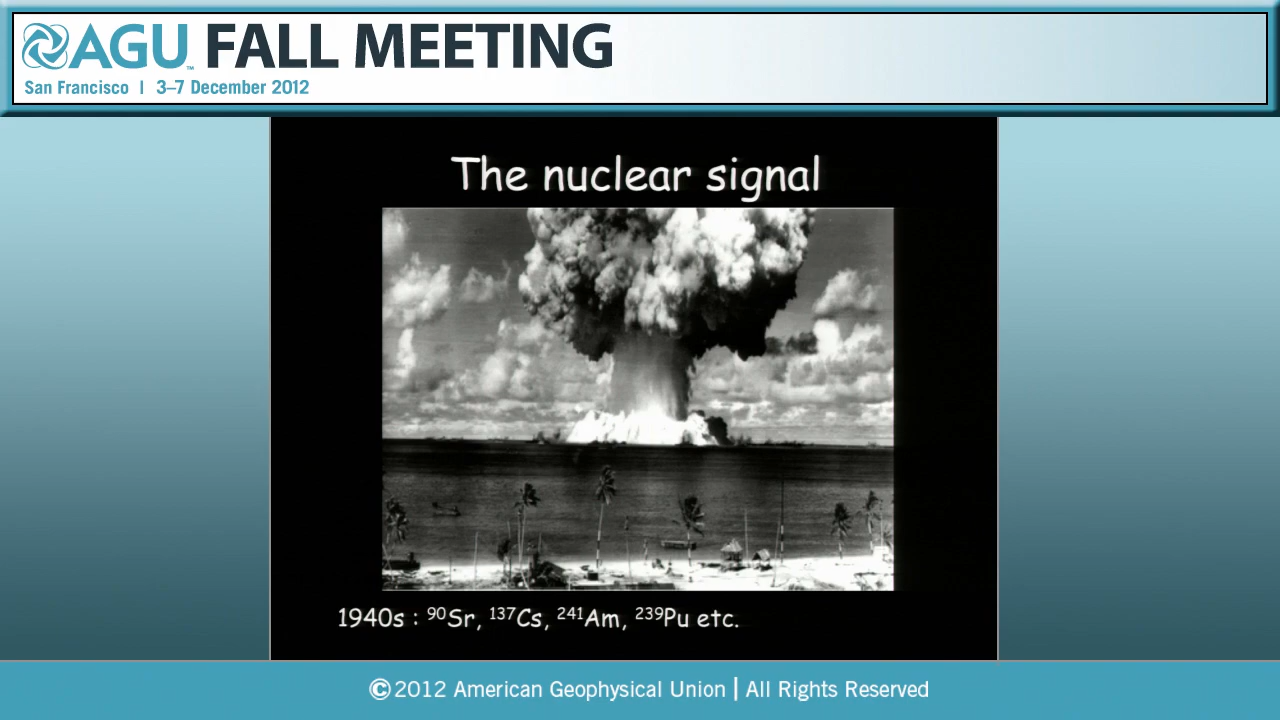 AGU™ FALL MEETING
San Francisco | 3–7 December 2012
The nuclear signal
1940s : ⁹⁰Sr, ¹³⁷Cs, ²⁴¹Am, ²³⁹Pu etc.
©2012 American Geophysical Union | All Rights Reserved